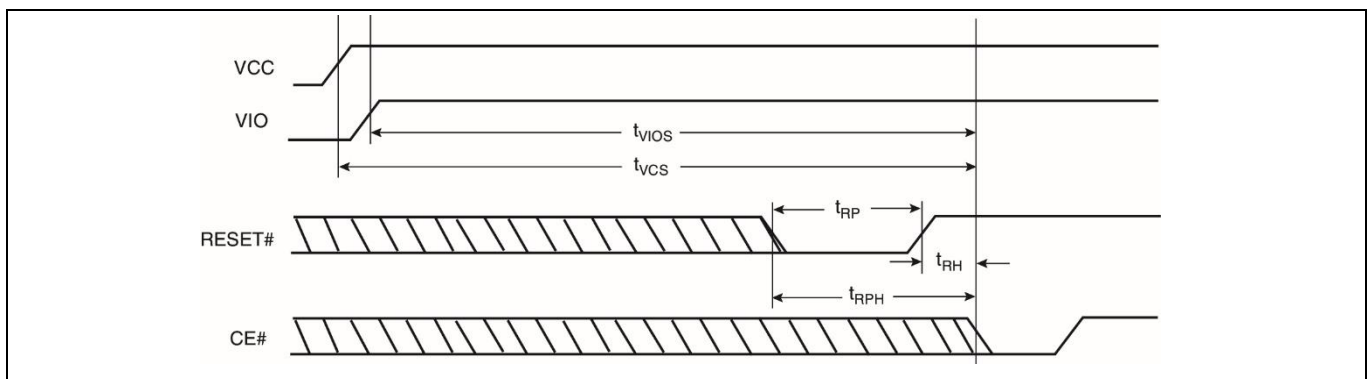 VCC
VIO
tVIOS
tVCS
tRP
RESET#
tRH
tRPH
CE#